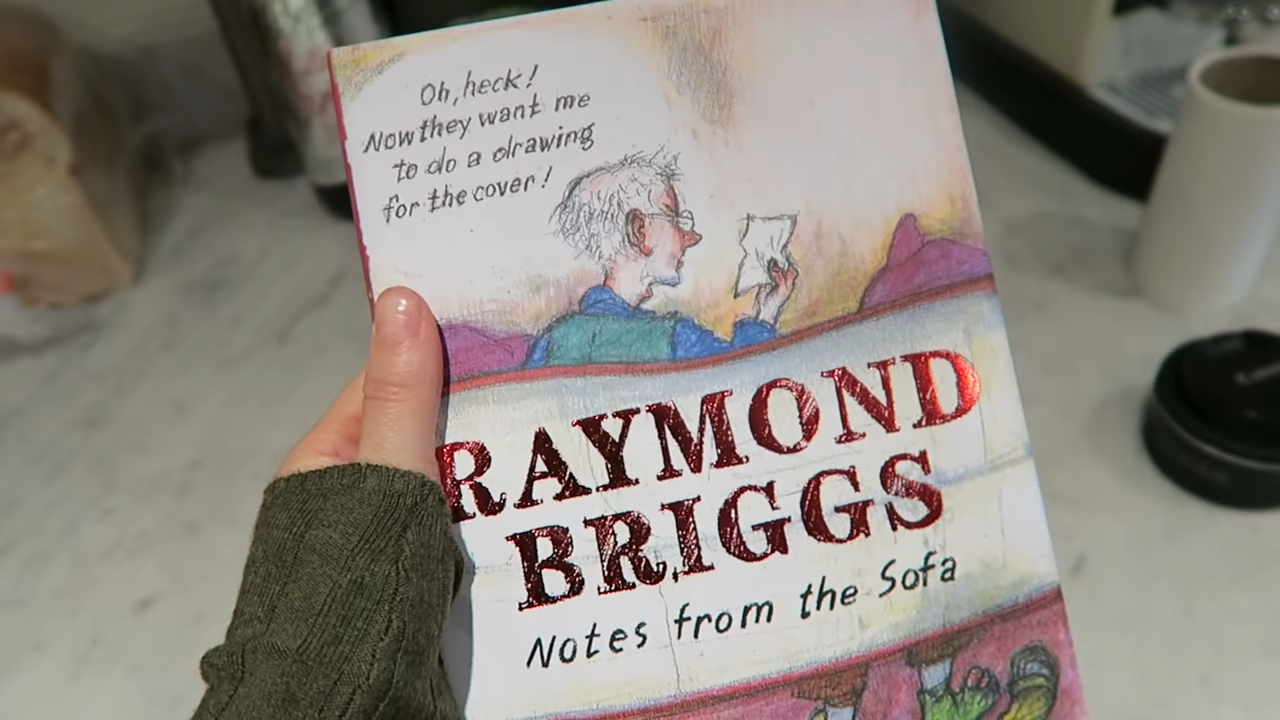 Oh, heck!
Now they want me
to do a drawing
for the cover!
RAYMOND
BRIGGS
Notes from the Sofa